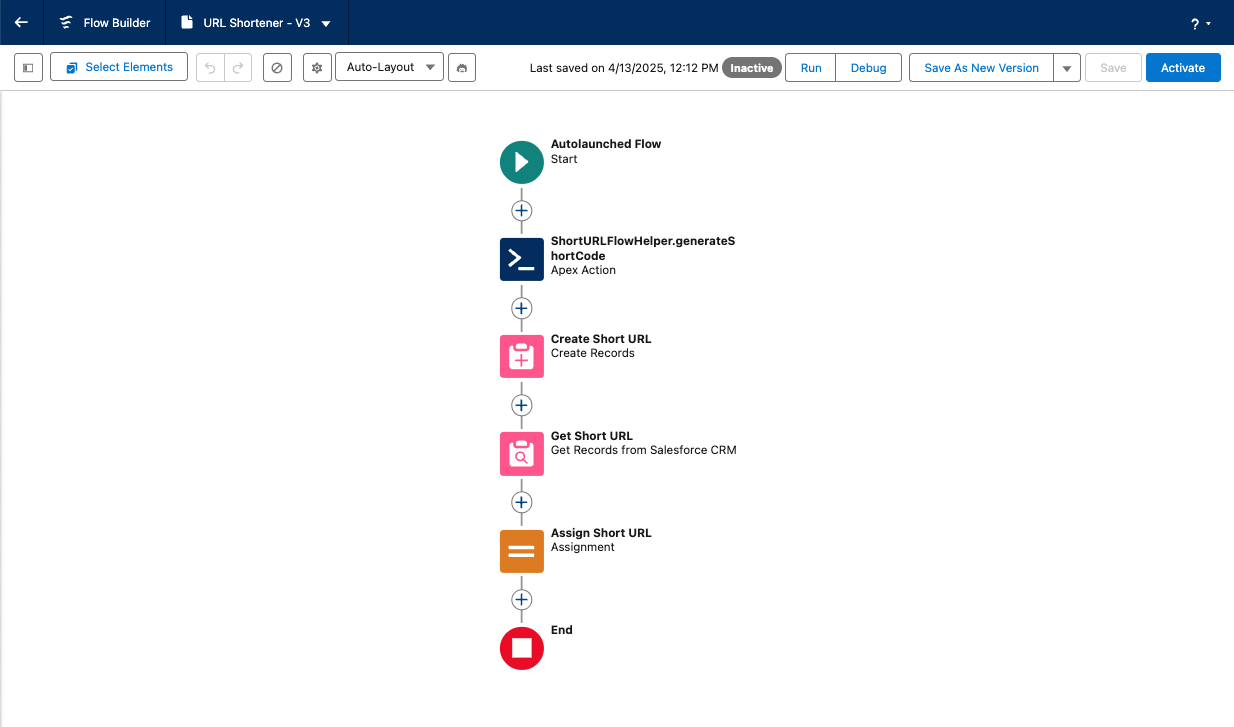 Flow Builder
URL Shortener - V3
?
Select Elements
Auto-Layout
Last saved on 4/13/2025, 12:12 PM
Inactive
Run
Debug
Save As New Version
Save
Activate
Autolaunched Flow
Start
ShortURLFlowHelper.generateS
hortCode
Apex Action
Create Short URL
Create Records
Get Short URL
Get Records from Salesforce CRM
Assign Short URL
Assignment
End